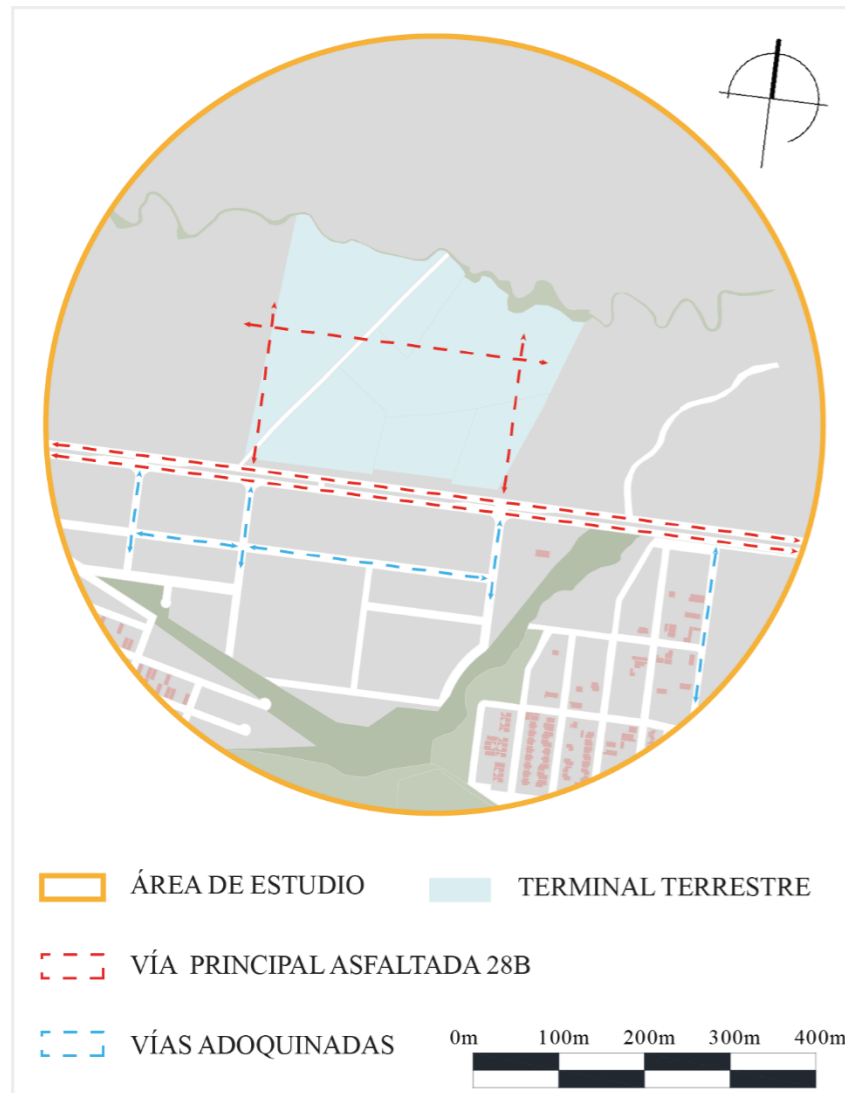 ÁREA DE ESTUDIO
TERMINAL TERRESTRE
VÍA PRINCIPAL ASFALTADA 28B
VÍAS ADOQUINADAS
0m 100m 200m 300m 400m